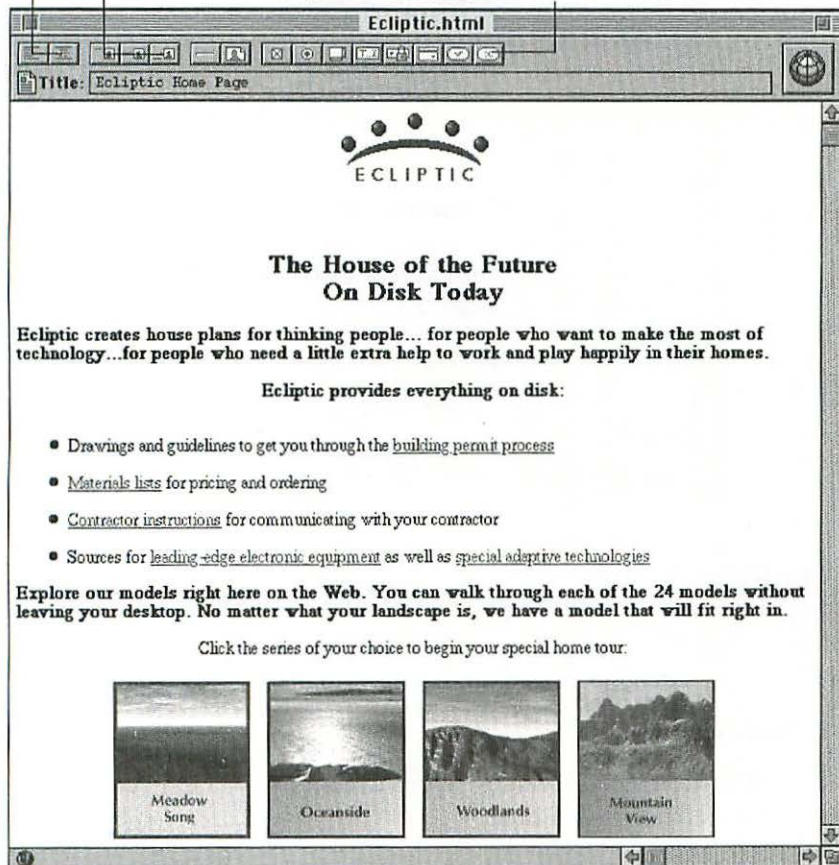 Ecliptic.html
Title: Ecliptic Home Page
ECLIPTIC
The House of the Future
On Disk Today
Ecliptic creates house plans for thinking people... for people who want to make the most of
technology...for people who need a little extra help to work and play happily in their homes.
Ecliptic provides everything on disk:
Drawings and guidelines to get you through the building permit process
Materials lists for pricing and ordering
Contractor instructions for communicating with your contractor
Sources for leading-edge electronic equipment as well as special adaptive technologies
Explore our models right here on the Web. You can walk through each of the 24 models without
leaving your desktop. No matter what your landscape is, we have a model that will fit right in.
Click the series of your choice to begin your special home tour:
Meadow
Song
Oceanside
Woodlands
Mountain
View